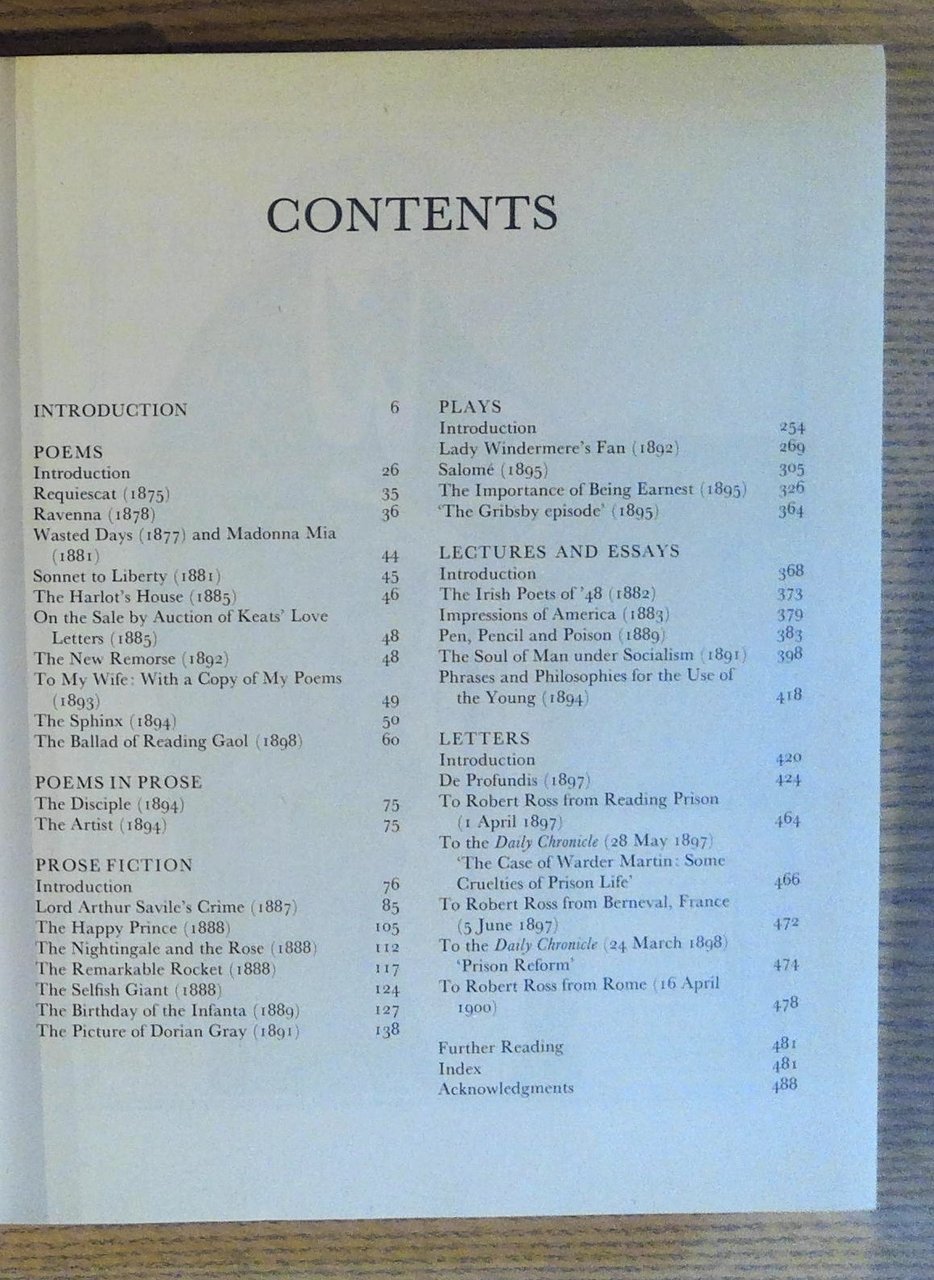 CONTENTS
INTRODUCTION 6
POEMS
Introduction 26
Requiescat (1875) 35
Ravenna (1878) 36
Wasted Days (1877) and Madonna Mia
(1881) 44
Sonnet to Liberty (1881) 45
The Harlot's House (1885) 46
On the Sale by Auction of Keats' Love
Letters (1885) 48
The New Remorse (1892) 48
To My Wife: With a Copy of My Poems
(1893) 49
The Sphinx (1894) 50
The Ballad of Reading Gaol (1898) 60
POEMS IN PROSE
The Disciple (1894) 75
The Artist (1894) 75
PROSE FICTION
Introduction 76
Lord Arthur Savile's Crime (1887) 85
The Happy Prince (1888) 105
The Nightingale and the Rose (1888) 112
The Remarkable Rocket (1888) 117
The Selfish Giant (1888) 124
The Birthday of the Infanta (1889) 127
The Picture of Dorian Gray (1891) 138
PLAYS
Introduction 254
Lady Windermere's Fan (1892) 269
Salomé (1895) 305
The Importance of Being Earnest (1895) 326
'The Gribsby episode' (1895) 364
LECTURES AND ESSAYS
Introduction 368
The Irish Poets of '48 (1882) 373
Impressions of America (1883) 379
Pen, Pencil and Poison (1889) 383
The Soul of Man under Socialism (1891) 398
Phrases and Philosophies for the Use of
the Young (1894) 418
LETTERS
Introduction 420
De Profundis (1897) 424
To Robert Ross from Reading Prison
(1 April 1897) 464
To the Daily Chronicle (28 May 1897)
'The Case of Warder Martin: Some
Cruelties of Prison Life' 466
To Robert Ross from Berneval, France
(5 June 1897) 472
To the Daily Chronicle (24 March 1898)
'Prison Reform' 474
To Robert Ross from Rome (16 April
1900) 478
Further Reading 481
Index 481
Acknowledgments 488